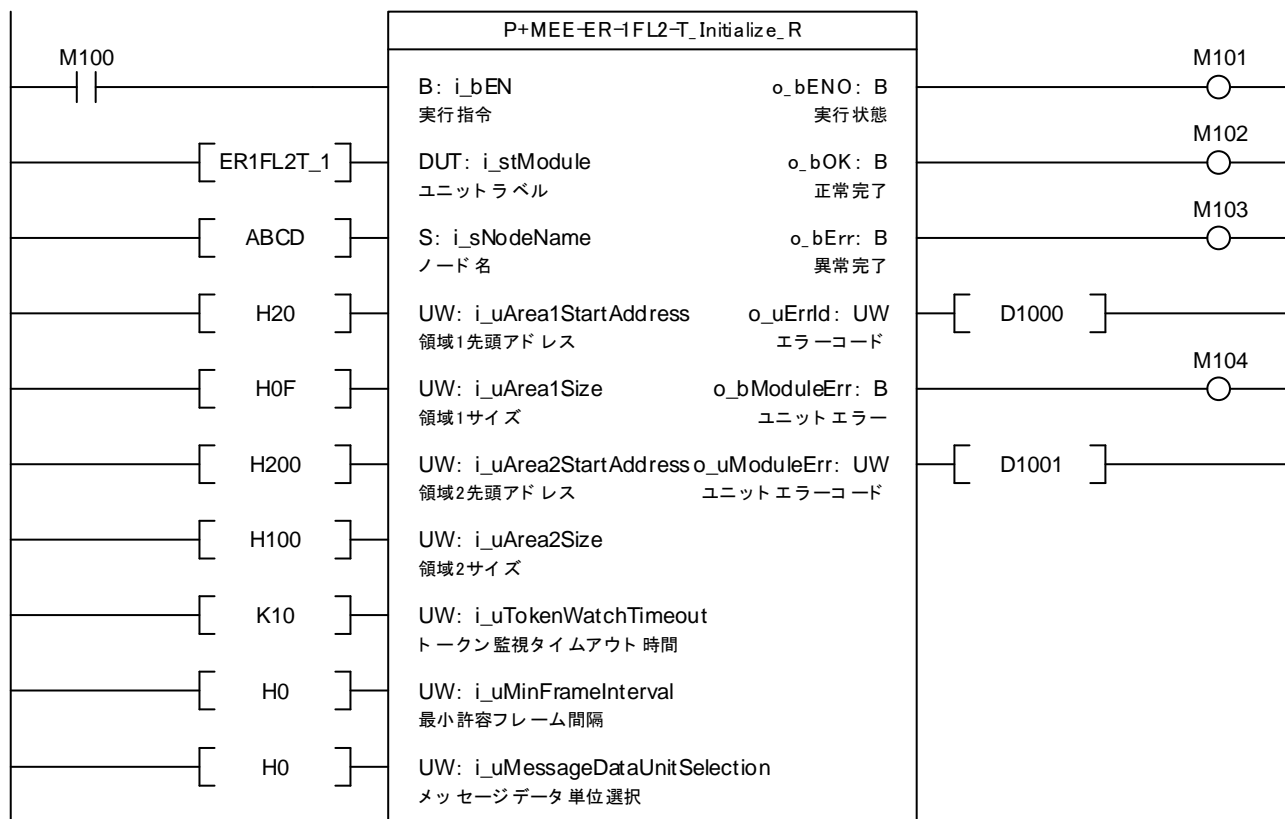 P+MEE-ER-1FL2-T_Initialize_R
M100 M101
B: i_bEN o_bENO: B
実行指令 実行状態
M102
ER1FL2T_1 DUT: i_stModule o_bOK: B
ユニットラベル 正常完了
M103
ABCD S: i_sNodeName o_bErr: B
ノード名 異常完了
H20 UW: i_uArea1StartAddress o_uErrId: UW D1000
領域1先頭アドレス エラーコード
M104
H0F UW: i_uArea1Size o_bModuleErr: B
領域1サイズ ユニットエラー
H200 UW: i_uArea2StartAddress o_uModuleErr: UW D1001
領域2先頭アドレス ユニットエラーコード
H100 UW: i_uArea2Size
領域2サイズ
K10 UW: i_uTokenWatchTimeout
トークン監視タイムアウト時間
H0 UW: i_uMinFrameInterval
最小許容フレーム間隔
H0 UW: i_uMessageDataUnitSelection
メッセージデータ単位選択